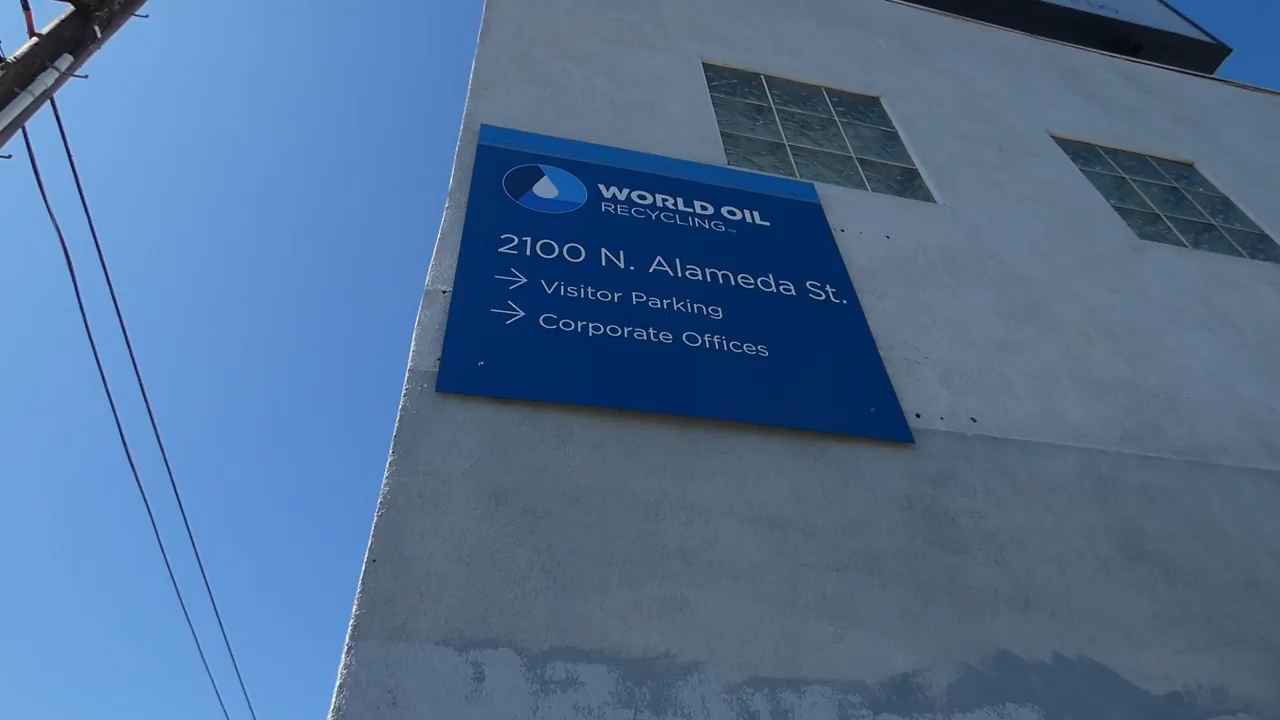 WORLD OIL
RECYCLING™
2100 N. Alameda St.
→ Visitor Parking
→ Corporate Offices